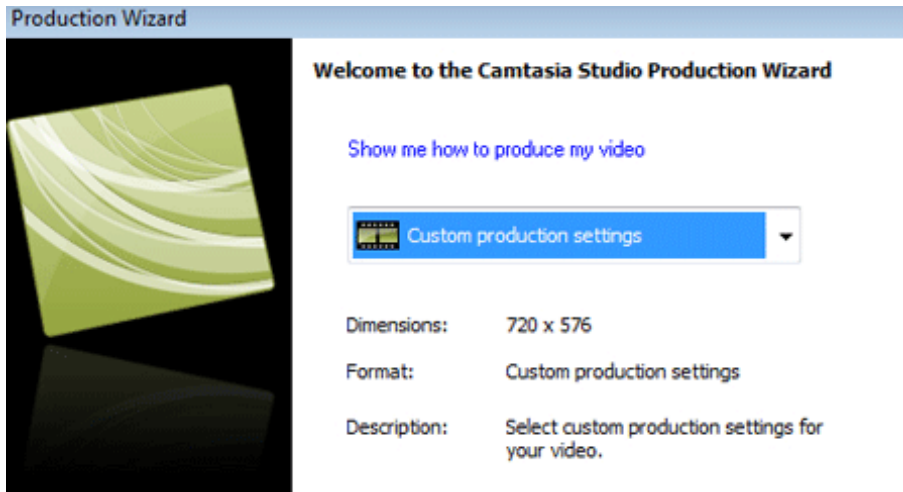 Production Wizard
Welcome to the Camtasia Studio Production Wizard
Show me how to produce my video
Custom production settings
Dimensions: 720 x 576
Format: Custom production settings
Description: Select custom production settings for
your video.